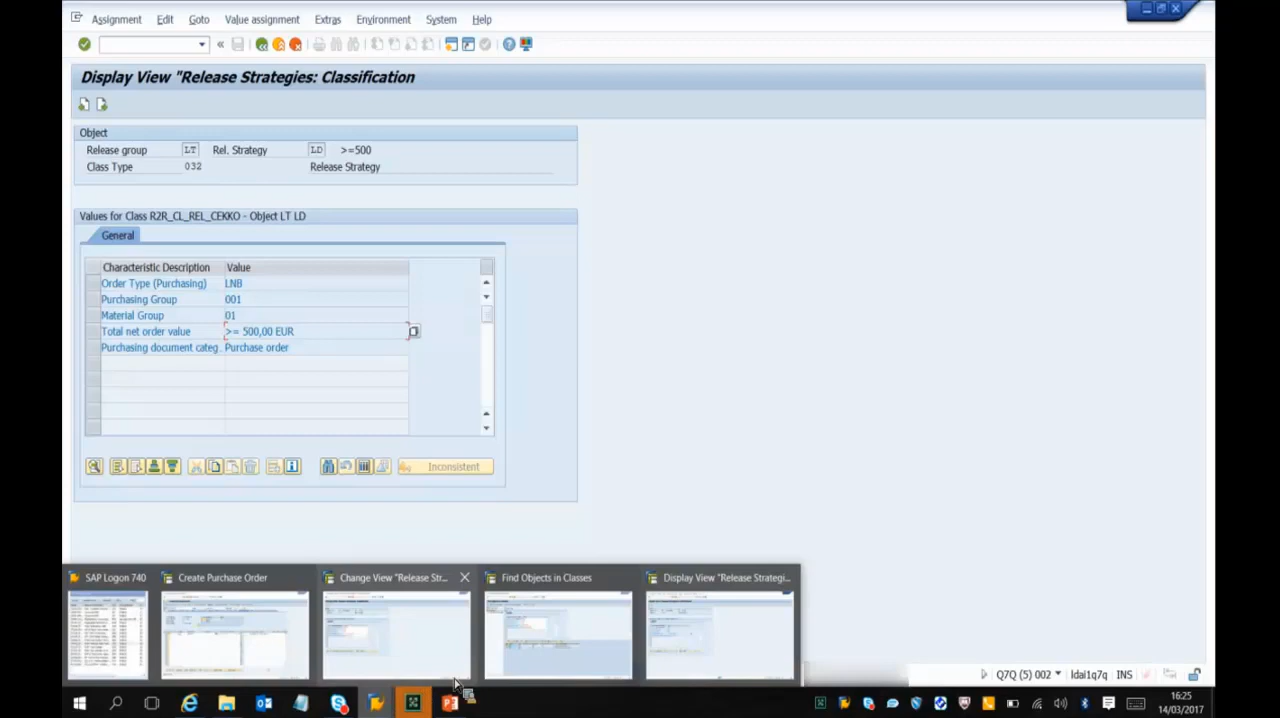 Assignment Edit Goto Value assignment Extras Environment System Help
Display View "Release Strategies: Classification
Object
Release group LT Rel. Strategy LD >=500
Class Type 032 Release Strategy
Values for Class R2R_CL_REL_CEKKO - Object LT LD
General
Characteristic Description Value
Order Type (Purchasing) LNB
Purchasing Group 001
Material Group 01
Total net order value >= 500,00 EUR
Purchasing document categ. Purchase order
Inconsistent
SAP Logon 740 Create Purchase Order Change View "Release Str... Find Objects in Classes Display View "Release Strategi...
Q7Q (5) 002 ldai1q7q INS
16:25
14/03/2017